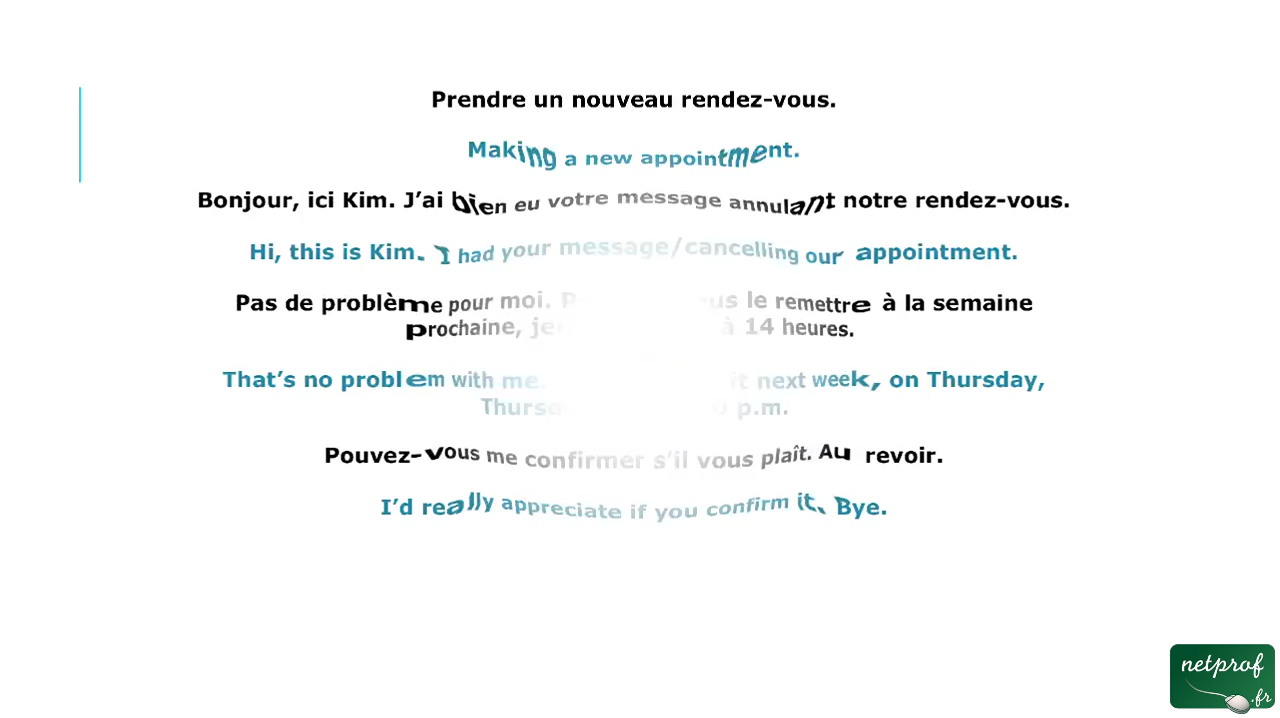 Prendre un nouveau rendez-vous.
Making a new appointment.
Bonjour, ici Kim. J’ai bien eu votre message annulant notre rendez-vous.
Hi, this is Kim. I had your message/cancelling our appointment.
Pas de problème pour moi. le remettre à la semaine
prochaine, à 14 heures.
That’s no problem with me. next week, on Thursday,
p.m.
Pouvez-vous me confirmer s’il vous plaît. Au revoir.
I’d really appreciate if you confirm it. Bye.
netprof
.fr